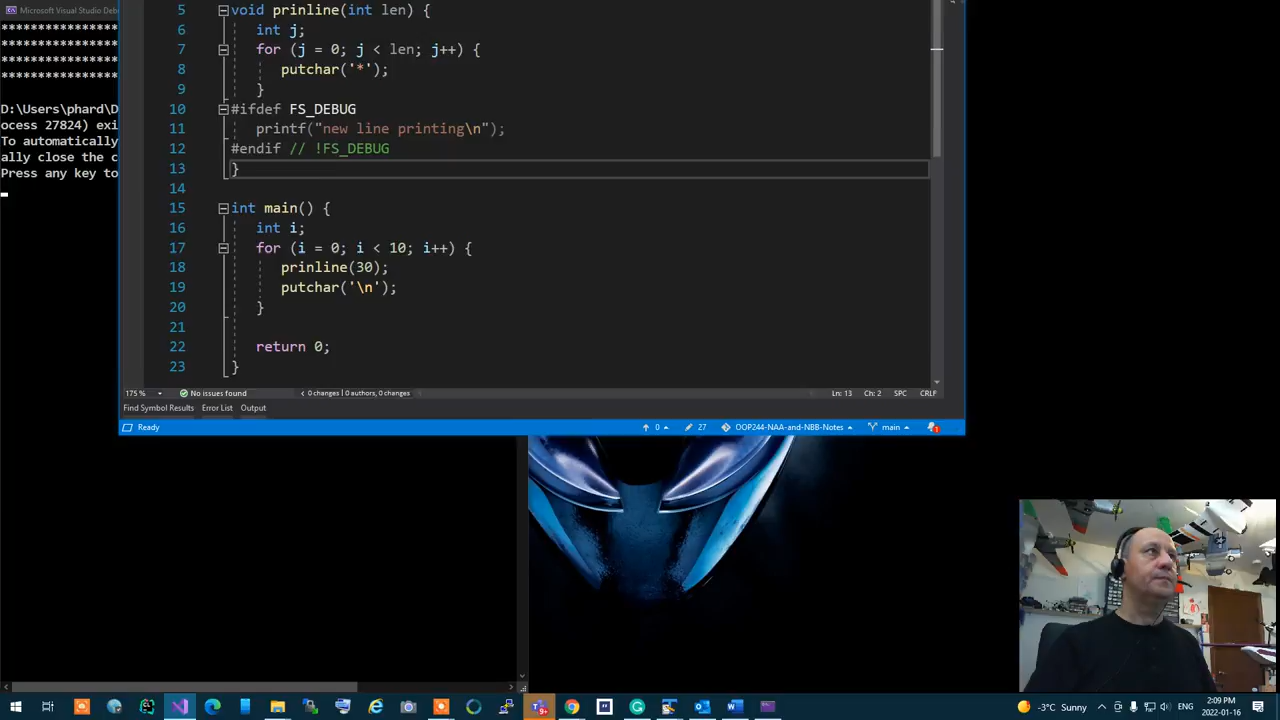 Microsoft Visual Studio Deb
********************
********************
********************
********************
D:\Users\phard\D
ocess 27824) exi
To automatically
ally close the c
Press any key to
5 void prinline(int len) {
6 int j;
7 for (j = 0; j < len; j++) {
8 putchar('*');
9 }
10 #ifdef FS_DEBUG
11 printf("new line printing\n");
12 #endif // !FS_DEBUG
13 }
14
15 int main() {
16 int i;
17 for (i = 0; i < 10; i++) {
18 prinline(30);
19 putchar('\n');
20 }
21
22 return 0;
23 }
175 % No issues found 0 changes | 0 authors, 0 changes Ln: 13 Ch: 2 SPC CRLF
Find Symbol Results Error List Output
Ready 0 27 OOP244-NAA-and-NBB-Notes main 1
-3°C Sunny ENG 2:09 PM
2022-01-16